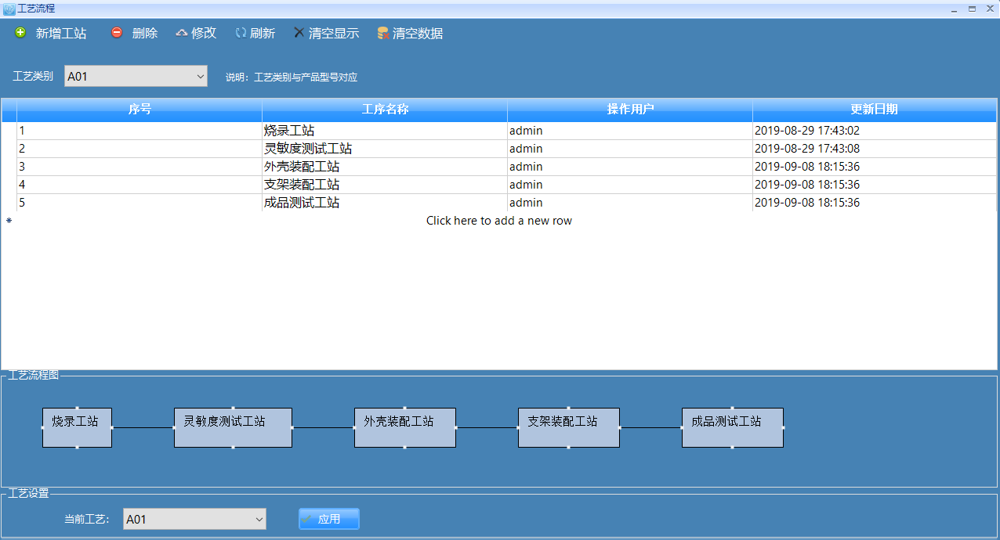 工艺流程
新增工站 删除 修改 刷新 清空显示 清空数据
工艺类别 A01 说明：工艺类别与产品型号对应
序号 工序名称 操作用户 更新日期
1 烧录工站 admin 2019-08-29 17:43:02
2 灵敏度测试工站 admin 2019-08-29 17:43:08
3 外壳装配工站 admin 2019-09-08 18:15:36
4 支架装配工站 admin 2019-09-08 18:15:36
5 成品测试工站 admin 2019-09-08 18:15:36
* Click here to add a new row
工艺流程图
烧录工站 灵敏度测试工站 外壳装配工站 支架装配工站 成品测试工站
工艺设置
当前工艺： A01 应用